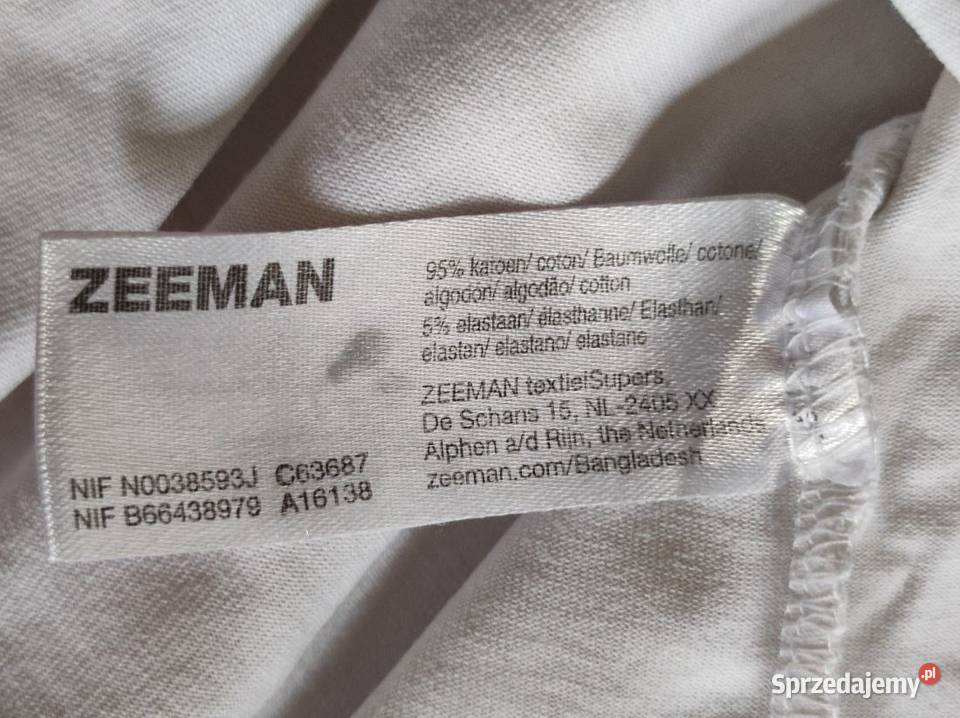 ZEEMAN
NIF N0038593J C63687
NIF B66438979 A16138
95% katoen/ coton/ Baumwolle/ cotone/
algodón/ algodão/ cotton
5% elastaan/ élasthanne/ Elasthan/
elastan/ elastano/ elastane
ZEEMAN textielSupers,
De Schans 15, NL-2405 XX
Alphen a/d Rijn, the Netherlands
zeeman.com/Bangladesh
Sprzedajemy.pl